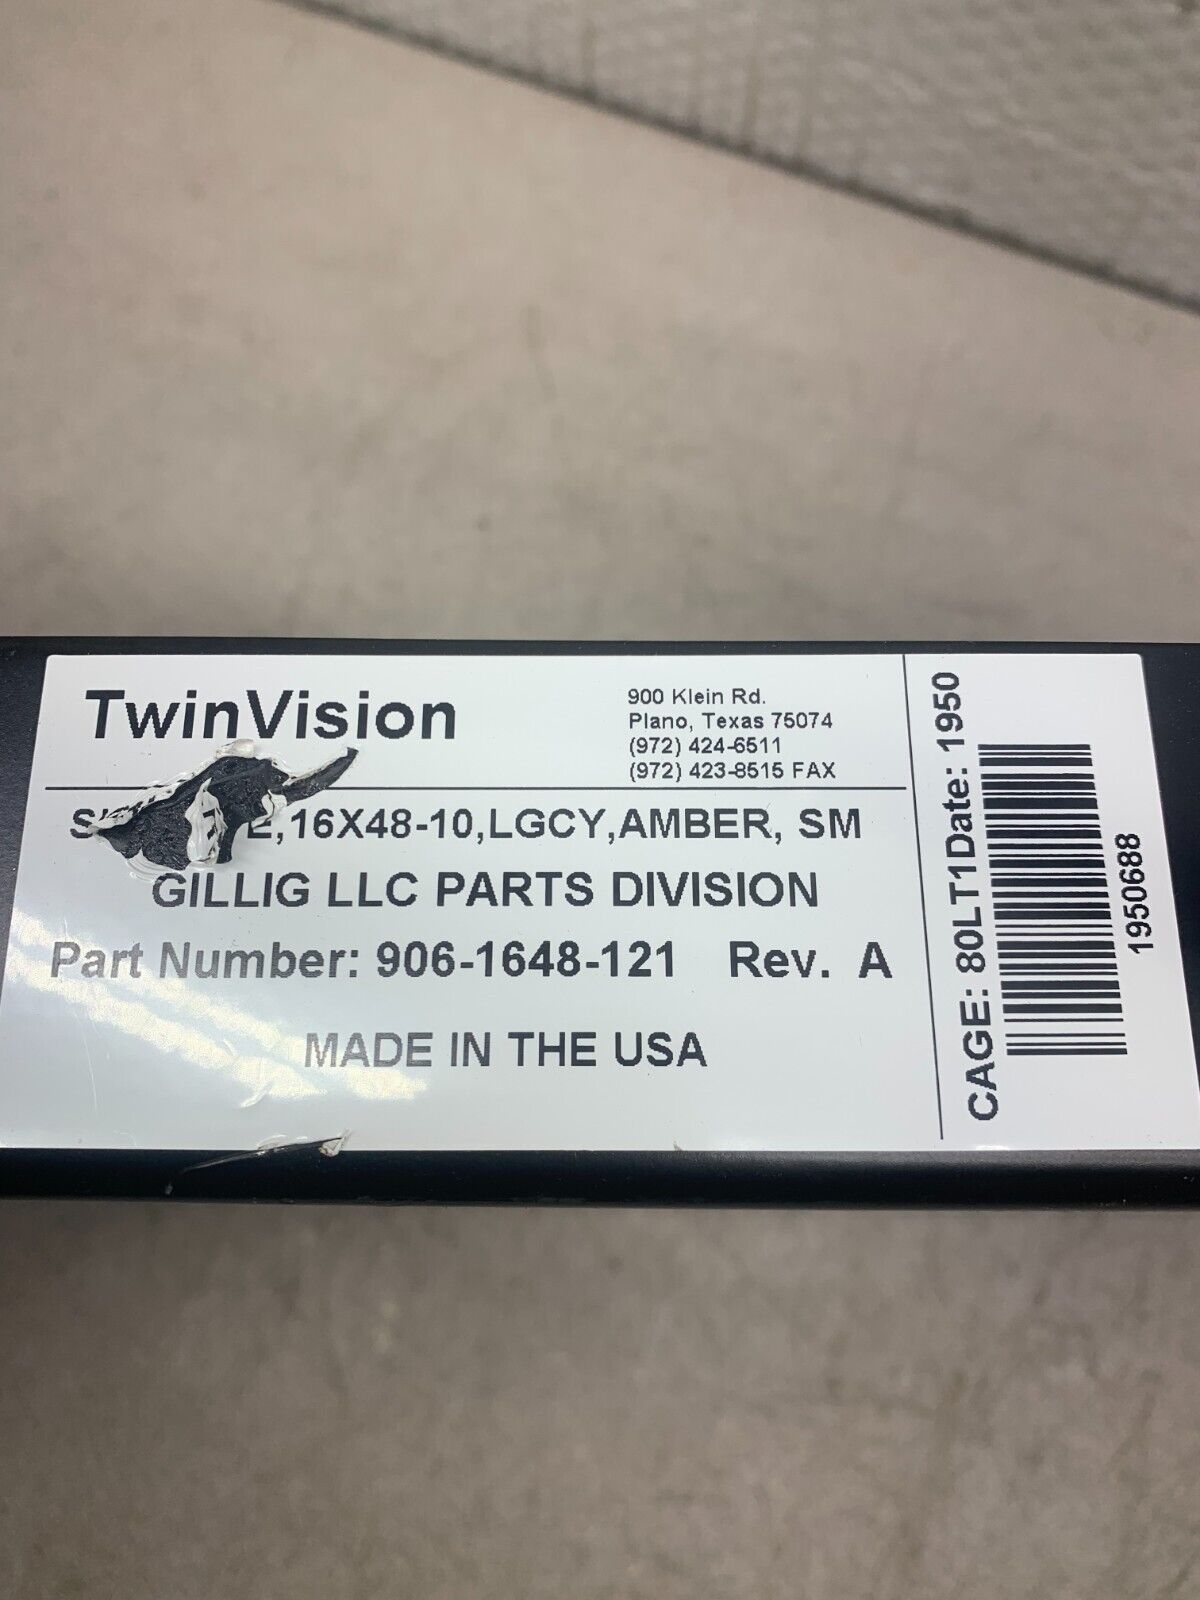 TwinVision
900 Klein Rd.
Plano, Texas 75074
(972) 424-6511
(972) 423-8515 FAX
,16X48-10,LGCY,AMBER, SM
GILLIG LLC PARTS DIVISION
Part Number: 906-1648-121 Rev. A
MADE IN THE USA
CAGE: 80LT1Date: 1950
1950688